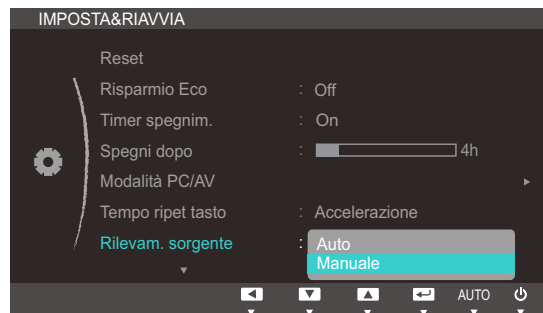 IMPOSTA&RIAVVIA
Reset
Risparmio Eco : Off
Timer spegnim. : On
Spegni dopo : 4h
Modalità PC/AV
Tempo ripet tasto : Accelerazione
Rilevam. sorgente : Auto
Manuale
AUTO